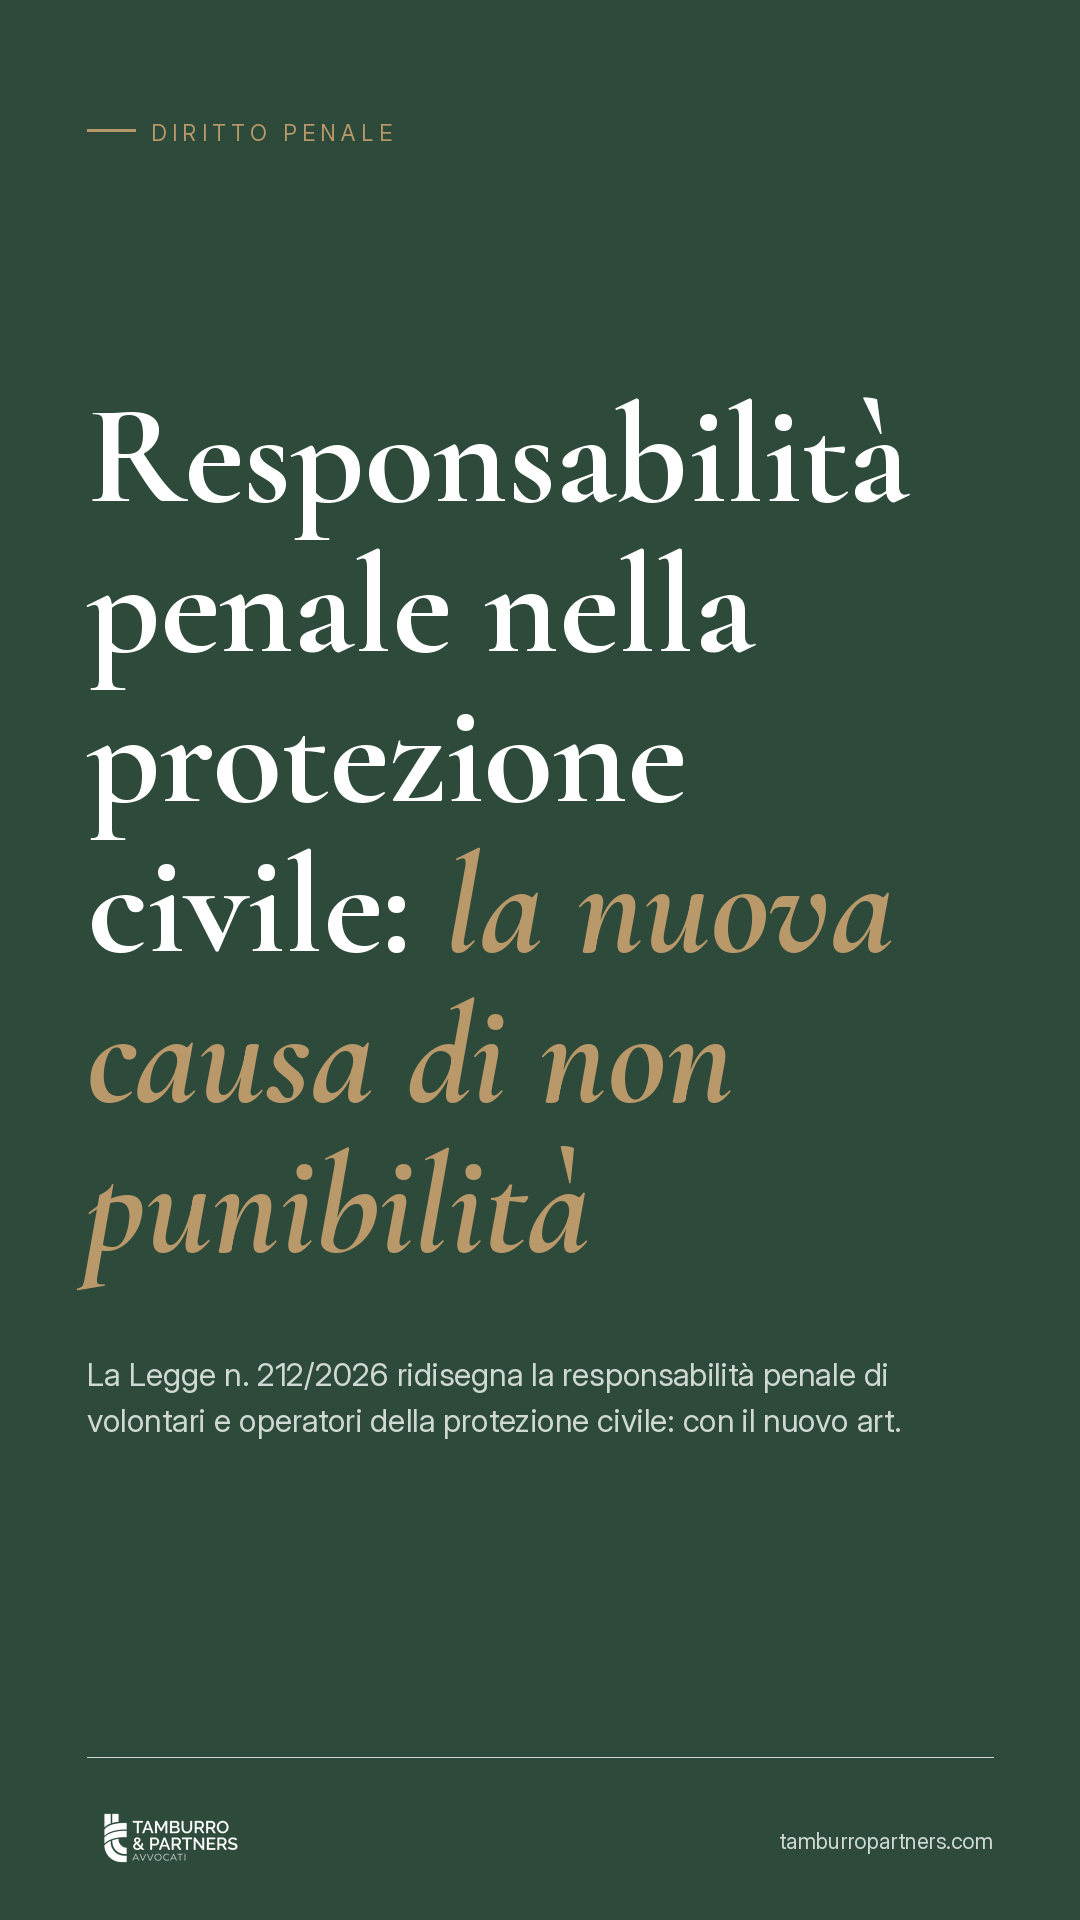 DIRITTO PENALE
Responsabilità
penale nella
protezione
civile: la nuova
causa di non
punibilità
La Legge n. 212/2026 ridisegna la responsabilità penale di
volontari e operatori della protezione civile: con il nuovo art.
TAMBURRO
& PARTNERS
AVVOCATI
tamburropartners.com